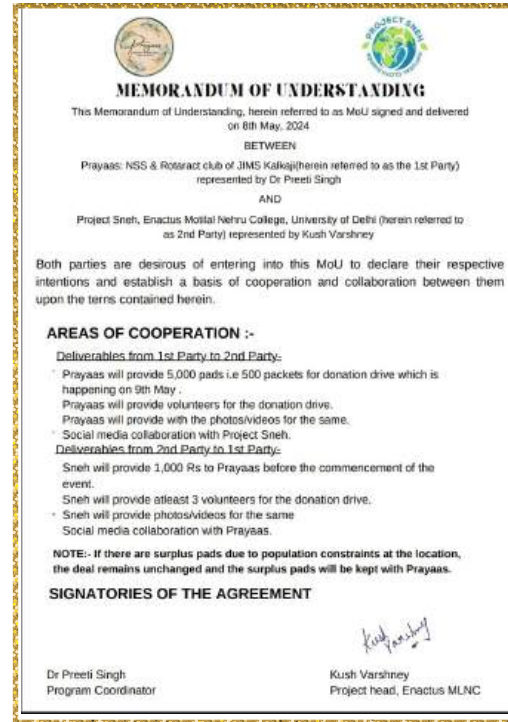 Prayaas
PROJECT SNEH
MEMORANDUM OF UNDERSTANDING
This Memorandum of Understanding, herein referred to as MoU signed and delivered
on 8th May, 2024
BETWEEN
Prayaas: NSS & Rotaract club of JIMS Kalkaji(herein referred to as the 1st Party)
represented by Dr Preeti Singh
AND
Project Sneh, Enactus Motilal Nehru College, University of Delhi (herein referred to
as 2nd Party) represented by Kush Varshney
Both parties are desirous of entering into this MoU to declare their respective
intentions and establish a basis of cooperation and collaboration between them
upon the terns contained herein.
AREAS OF COOPERATION :-
Deliverables from 1st Party to 2nd Party-
Prayaas will provide 5,000 pads i.e 500 packets for donation drive which is
happening on 9th May .
Prayaas will provide volunteers for the donation drive.
Prayaas will provide with the photos/videos for the same.
Social media collaboration with Project Sneh.
Deliverables from 2nd Party to 1st Party-
Sneh will provide 1,000 Rs to Prayaas before the commencement of the
event.
Sneh will provide atleast 3 volunteers for the donation drive.
Sneh will provide photos/videos for the same
Social media collaboration with Prayaas.
NOTE:- If there are surplus pads due to population constraints at the location,
the deal remains unchanged and the surplus pads will be kept with Prayaas.
SIGNATORIES OF THE AGREEMENT
Kush
Varshney
Dr Preeti Singh
Program Coordinator
Kush Varshney
Project head, Enactus MLNC